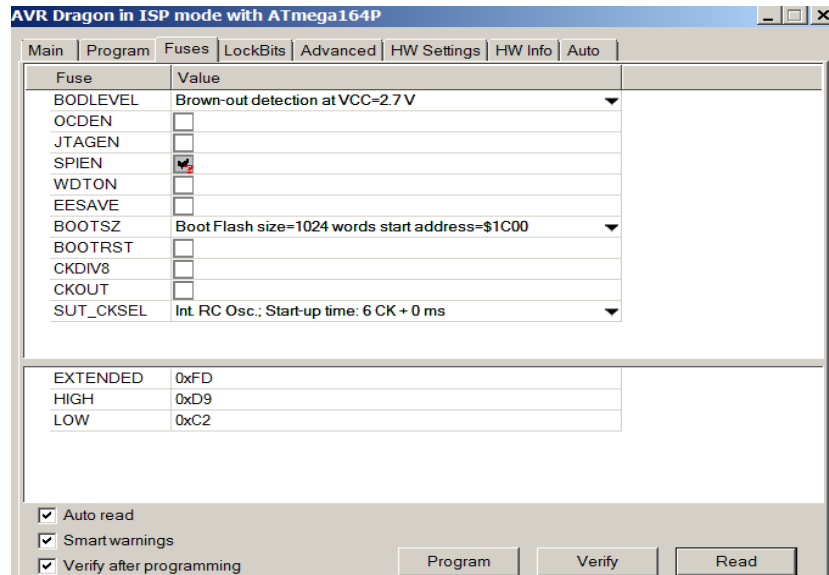 AVR Dragon in ISP mode with ATmega164P
Main Program Fuses LockBits Advanced HW Settings HW Info Auto
Fuse Value
BODLEVEL Brown-out detection at VCC=2.7 V
OCDEN
JTAGEN
SPIEN
WDTON
EESAVE
BOOTSZ Boot Flash size=1024 words start address=$1C00
BOOTRST
CKDIV8
CKOUT
SUT_CKSEL Int. RC Osc.; Start-up time: 6 CK + 0 ms
EXTENDED 0xFD
HIGH 0xD9
LOW 0xC2
Auto read
Smart warnings
Verify after programming Program Verify Read